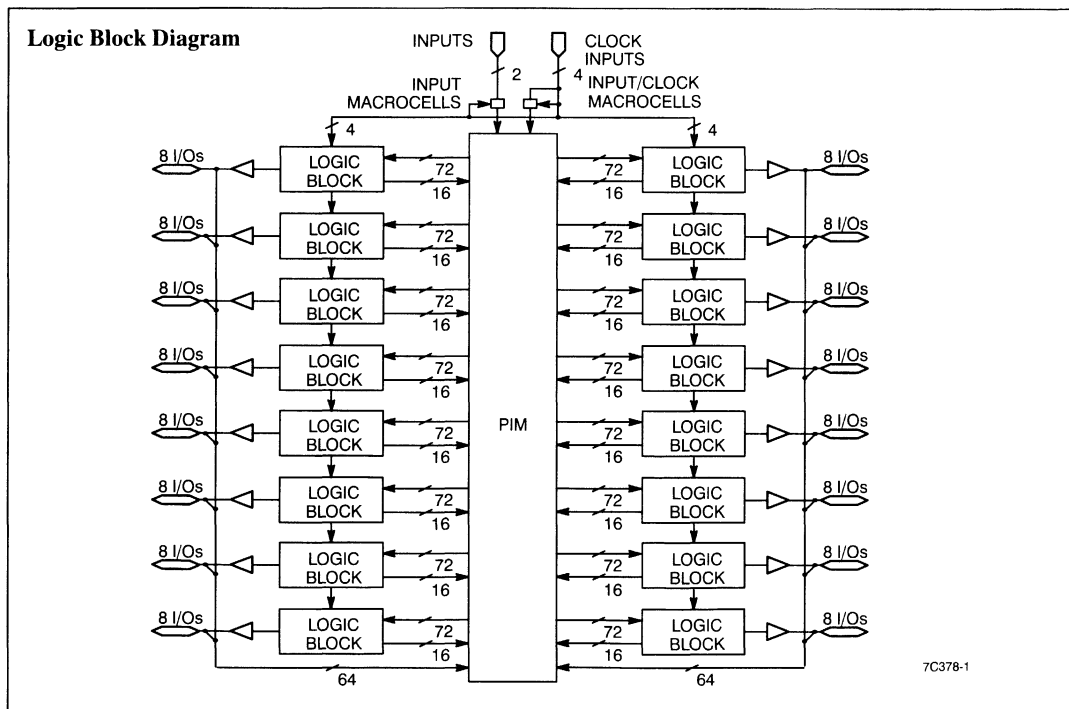 Logic Block Diagram
INPUTS
CLOCK
INPUTS
2
4
INPUT
MACROCELLS
INPUT/CLOCK
MACROCELLS
4
4
8 I/Os
LOGIC
BLOCK
72
16
72
16
LOGIC
BLOCK
8 I/Os
8 I/Os
LOGIC
BLOCK
72
16
72
16
LOGIC
BLOCK
8 I/Os
8 I/Os
LOGIC
BLOCK
72
16
72
16
LOGIC
BLOCK
8 I/Os
8 I/Os
LOGIC
BLOCK
72
16
72
16
LOGIC
BLOCK
8 I/Os
8 I/Os
LOGIC
BLOCK
72
16
PIM
72
16
LOGIC
BLOCK
8 I/Os
8 I/Os
LOGIC
BLOCK
72
16
72
16
LOGIC
BLOCK
8 I/Os
8 I/Os
LOGIC
BLOCK
72
16
72
16
LOGIC
BLOCK
8 I/Os
8 I/Os
LOGIC
BLOCK
72
16
72
16
LOGIC
BLOCK
8 I/Os
64
64
7C378-1